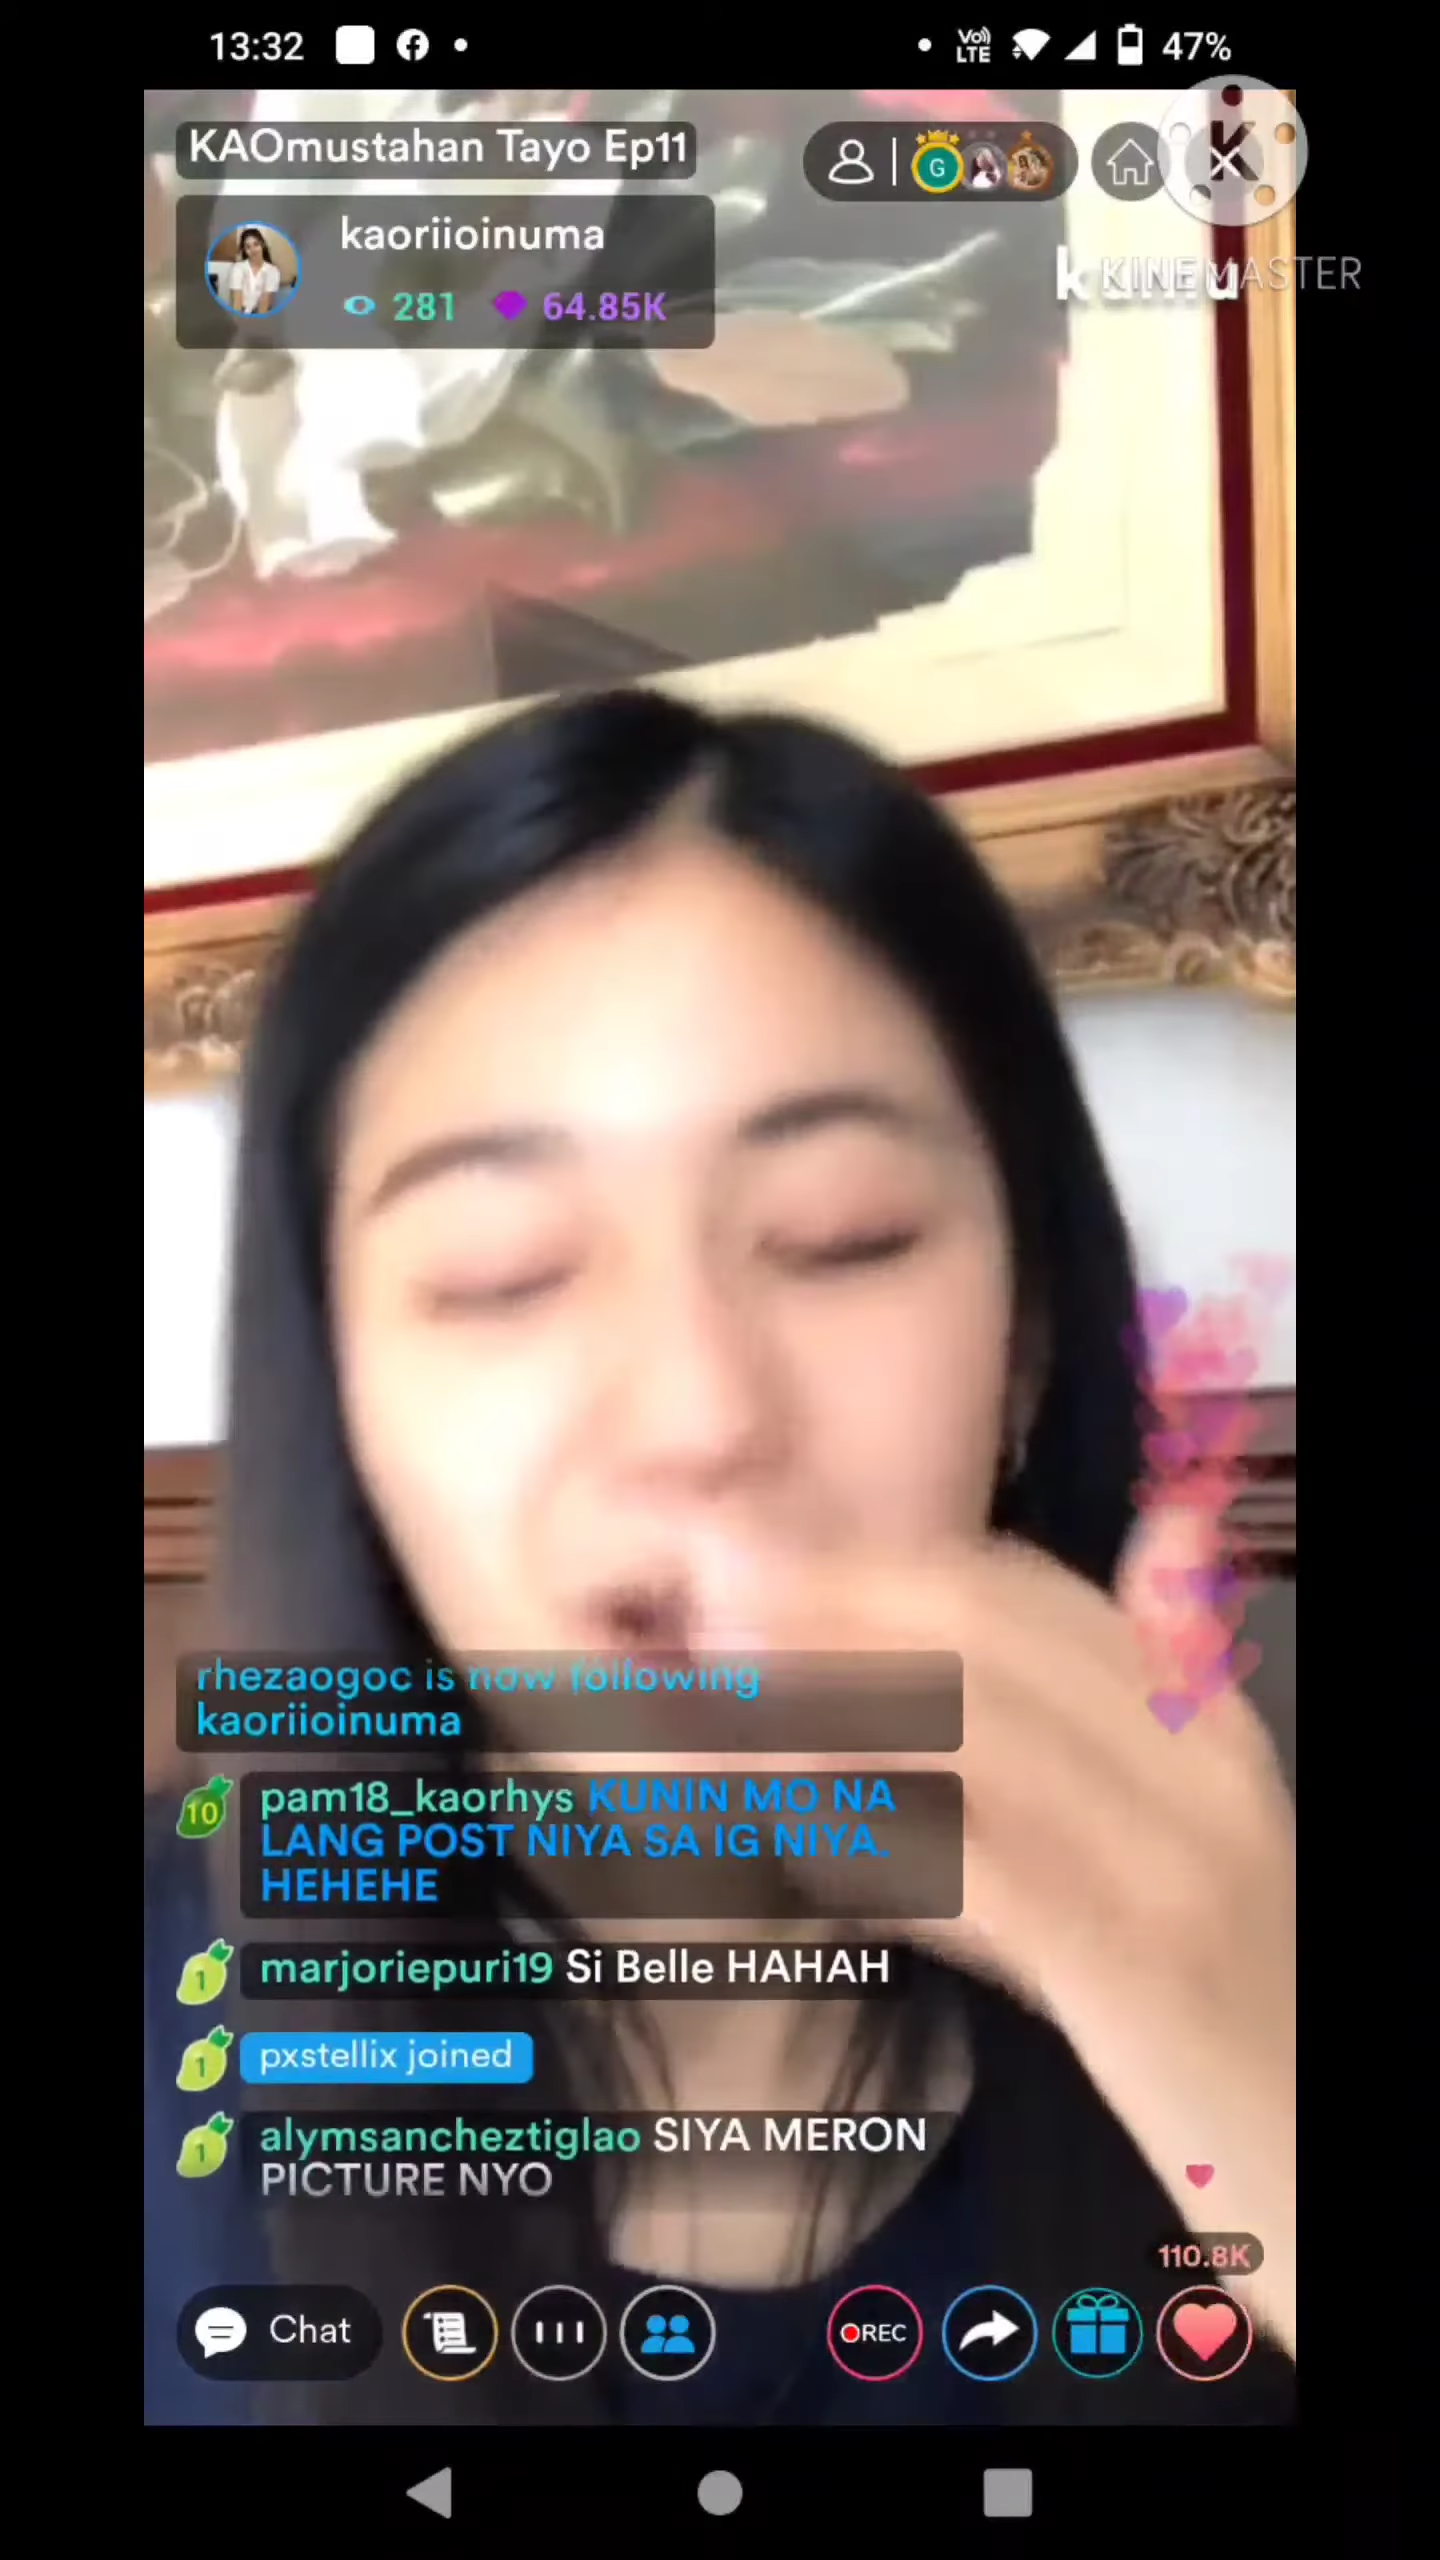 13:32
Vo)) LTE
47%
KAOmustahan Tayo Ep11
G
K
kaoriioinuma
281 64.85K
KINEMASTER
rhezaogoc is now following
kaoriioinuma
10
pam18_kaorhys KUNIN MO NA
LANG POST NIYA SA IG NIYA.
HEHEHE
1
marjoriepuri19 Si Belle HAHAH
1
pxstellix joined
1
alymsancheztiglao SIYA MERON
PICTURE NYO
110.8K
Chat
REC